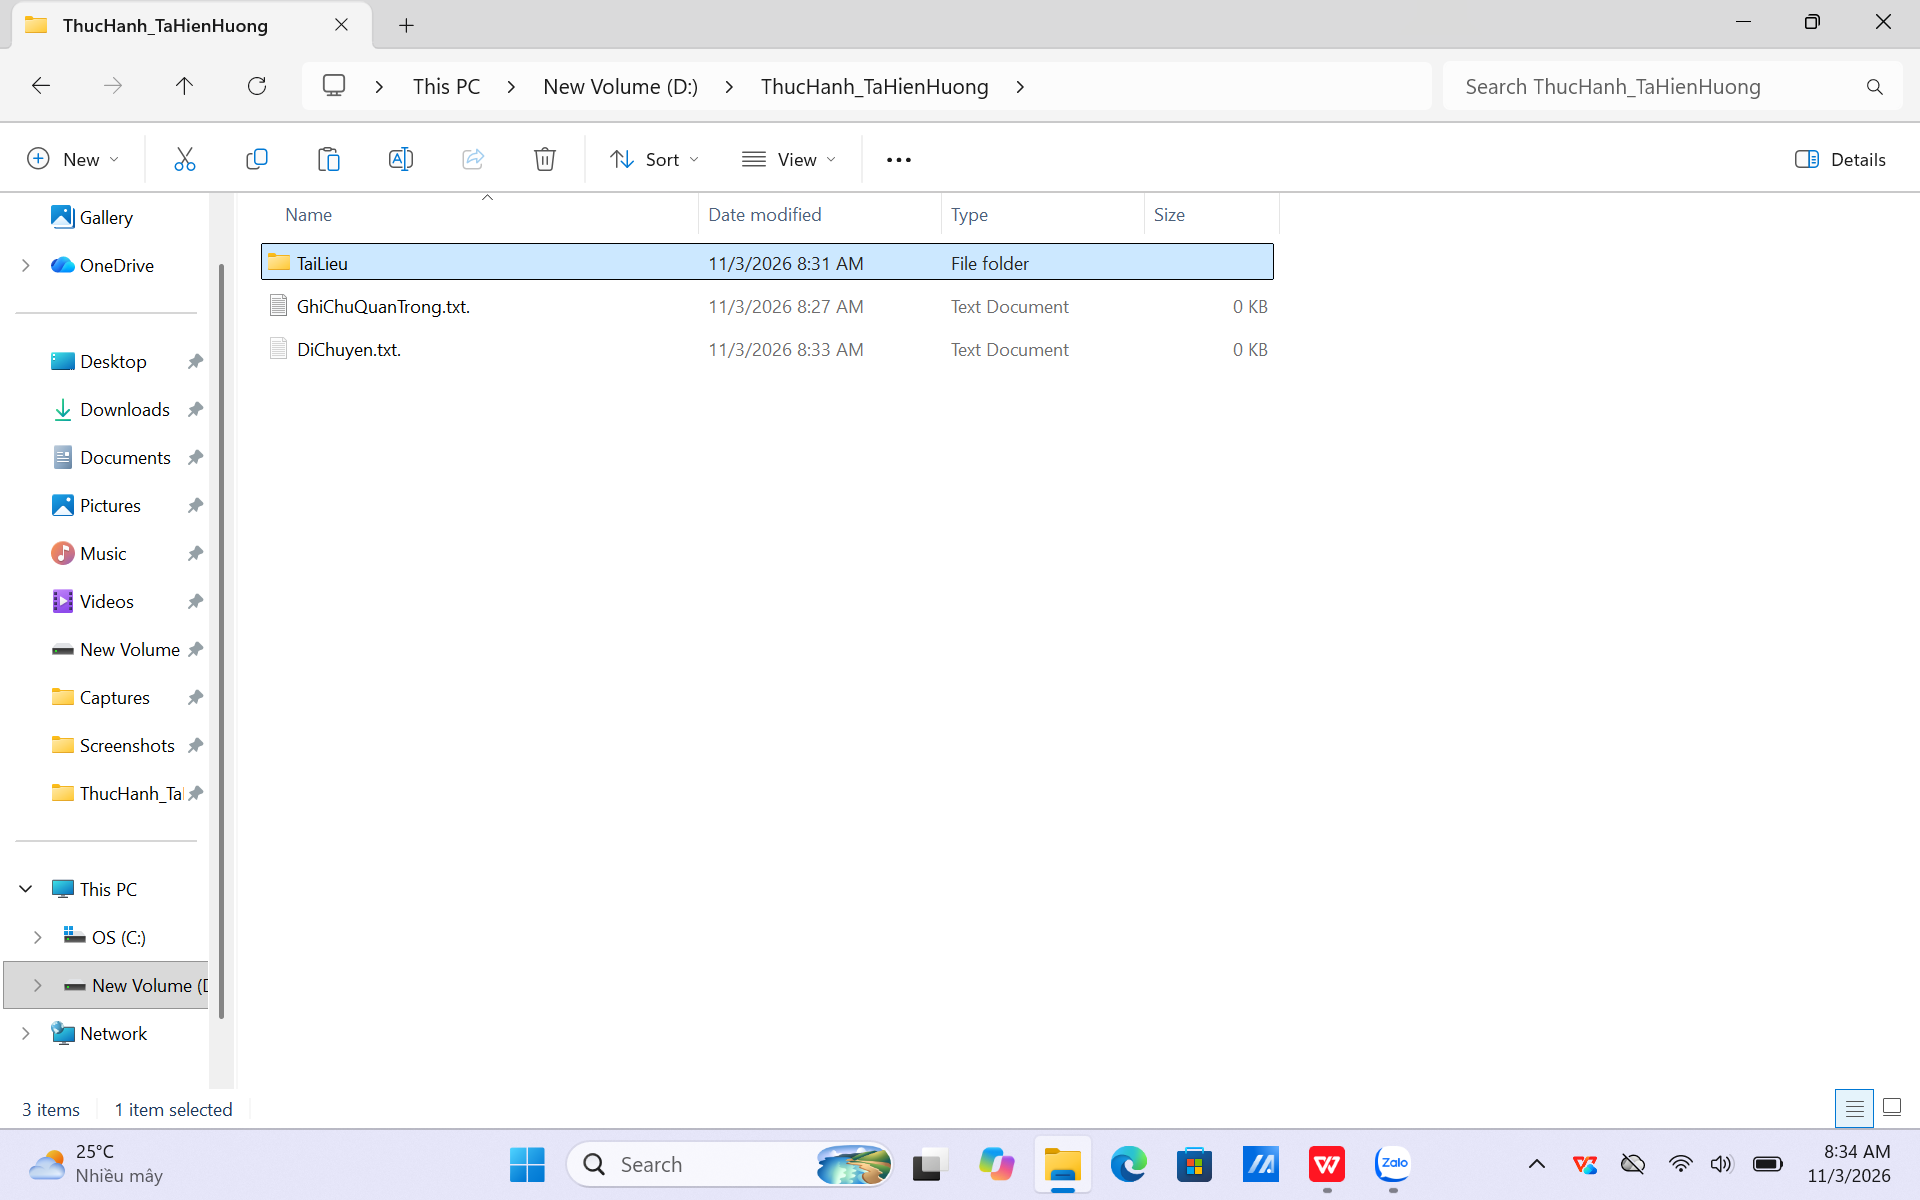 ThucHanh_TaHienHuong
This PC
New Volume (D:)
ThucHanh_TaHienHuong
Search ThucHanh_TaHienHuong
New
Sort
View
Details
Name
Date modified
Type
Size
Gallery
OneDrive
Desktop
Downloads
Documents
Pictures
Music
Videos
New Volume
Captures
Screenshots
ThucHanh_Ta
This PC
OS (C:)
New Volume (D
Network
TaiLieu 11/3/2026 8:31 AM File folder
GhiChuQuanTrong.txt. 11/3/2026 8:27 AM Text Document 0 KB
DiChuyen.txt. 11/3/2026 8:33 AM Text Document 0 KB
3 items 1 item selected
25°C
Nhiều mây
Search
Zalo
8:34 AM
11/3/2026